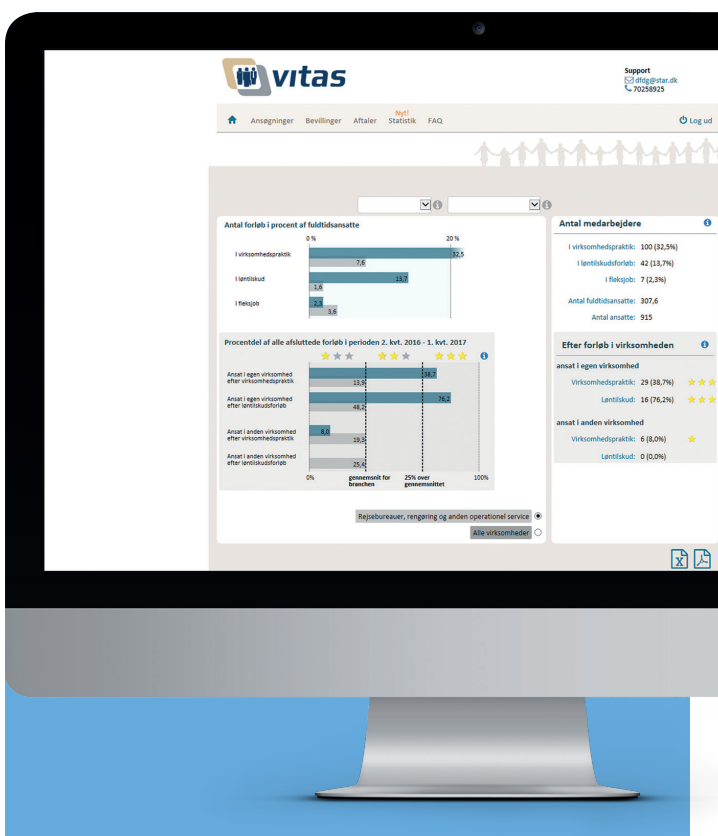 vitas
Support
dfdg@star.dk
70258925
Nyt!
Ansøgninger Bevillinger Aftaler Statistik FAQ
Log ud
Antal forløb i procent af fuldtidsansatte
0 % 20 %
I virksomhedspraktik
32,5
7,6
I løntilskud
13,7
1,6
I fleksjob
2,3
3,6
Procentdel af alle afsluttede forløb i perioden 2. kvt. 2016 - 1. kvt. 2017
Ansat i egen virksomhed
efter virksomhedspraktik
38,7
13,9
Ansat i egen virksomhed
efter løntilskudsforløb
76,2
48,2
Ansat i anden virksomhed
efter virksomhedspraktik
8,0
19,3
Ansat i anden virksomhed
efter løntilskudsforløb
25,4
0% gennemsnit for 25% over 100%
branchen gennemsnittet
Rejsebureauer, rengøring og anden operationel service
Alle virksomheder
Antal medarbejdere
I virksomhedspraktik: 100 (32,5%)
I løntilskudsforløb: 42 (13,7%)
I fleksjob: 7 (2,3%)
Antal fuldtidsansatte: 307,6
Antal ansatte: 915
Efter forløb i virksomheden
ansat i egen virksomhed
Virksomhedspraktik: 29 (38,7%)
Løntilskud: 16 (76,2%)
ansat i anden virksomhed
Virksomhedspraktik: 6 (8,0%)
Løntilskud: 0 (0,0%)